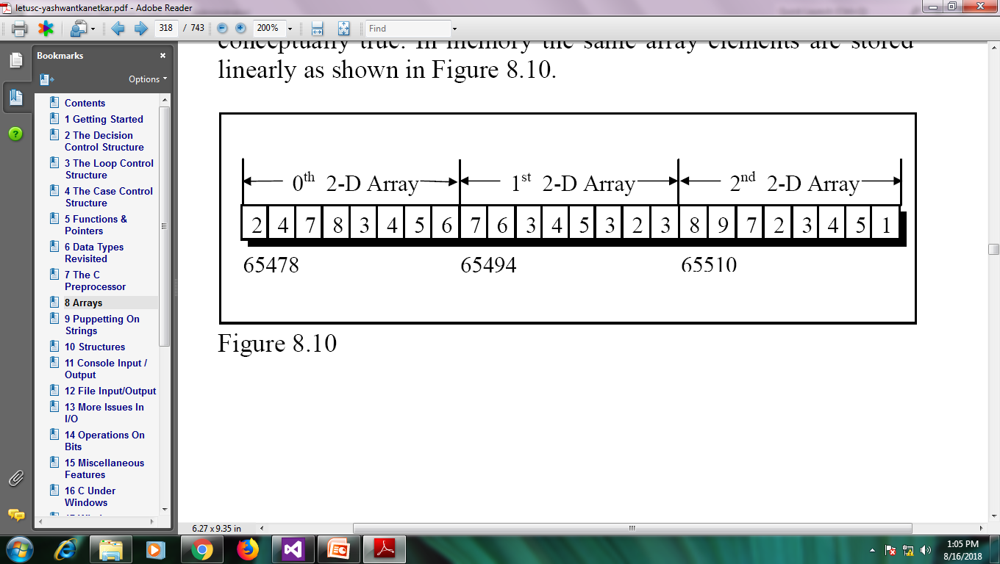 letusc-yashwantkanetkar.pdf - Adobe Reader
318 / 743 200% Find
Bookmarks
Options
Contents
1 Getting Started
2 The Decision
Control Structure
3 The Loop Control
Structure
4 The Case Control
Structure
5 Functions &
Pointers
6 Data Types
Revisited
7 The C
Preprocessor
8 Arrays
9 Puppetting On
Strings
10 Structures
11 Console Input /
Output
12 File Input/Output
13 More Issues In
I/O
14 Operations On
Bits
15 Miscellaneous
Features
16 C Under
Windows
conceptually true. In memory the same array elements are stored
linearly as shown in Figure 8.10.
0th 2-D Array 1st 2-D Array 2nd 2-D Array
2 4 7 8 3 4 5 6 7 6 3 4 5 3 2 3 8 9 7 2 3 4 5 1
65478 65494 65510
Figure 8.10
6.27 x 9.35 in
1:05 PM
8/16/2018